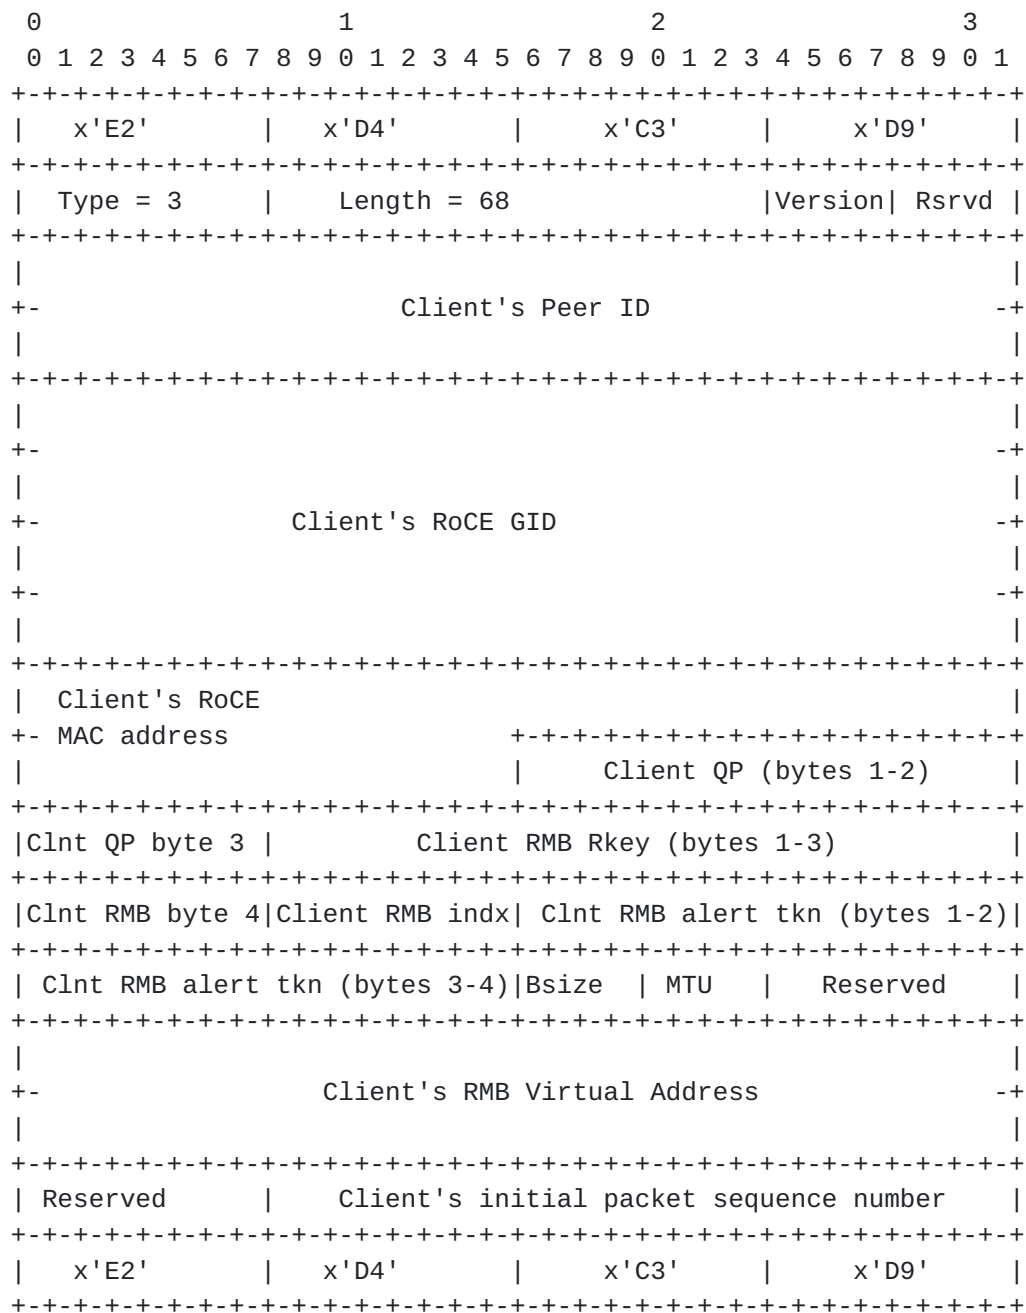 0                   1                   2                   3
 0 1 2 3 4 5 6 7 8 9 0 1 2 3 4 5 6 7 8 9 0 1 2 3 4 5 6 7 8 9 0 1
+-+-+-+-+-+-+-+-+-+-+-+-+-+-+-+-+-+-+-+-+-+-+-+-+-+-+-+-+-+-+-+-+
|   x'E2'       |   x'D4'       |     x'C3'     |     x'D9'     |
+-+-+-+-+-+-+-+-+-+-+-+-+-+-+-+-+-+-+-+-+-+-+-+-+-+-+-+-+-+-+-+-+
|  Type = 3     |    Length = 68                |Version| Rsrvd |
+-+-+-+-+-+-+-+-+-+-+-+-+-+-+-+-+-+-+-+-+-+-+-+-+-+-+-+-+-+-+-+-+
|                                                               |
+-                       Client's Peer ID                      -+
|                                                               |
+-+-+-+-+-+-+-+-+-+-+-+-+-+-+-+-+-+-+-+-+-+-+-+-+-+-+-+-+-+-+-+-+
|                                                               |
+-                                                             -+
|                                                               |
+-                Client's RoCE GID                            -+
|                                                               |
+-                                                             -+
|                                                               |
+-+-+-+-+-+-+-+-+-+-+-+-+-+-+-+-+-+-+-+-+-+-+-+-+-+-+-+-+-+-+-+-+
|  Client's RoCE                                                |
+- MAC address                  +-+-+-+-+-+-+-+-+-+-+-+-+-+-+-+-+
|                               |     Client QP (bytes 1-2)     |
+-+-+-+-+-+-+-+-+-+-+-+-+-+-+-+-+-+-+-+-+-+-+-+-+-+-+-+-+-+-+---+
|Clnt QP byte 3 |         Client RMB Rkey (bytes 1-3)           |
+-+-+-+-+-+-+-+-+-+-+-+-+-+-+-+-+-+-+-+-+-+-+-+-+-+-+-+-+-+-+-+-+
|Clnt RMB byte 4|Client RMB indx| Clnt RMB alert tkn (bytes 1-2)|
+-+-+-+-+-+-+-+-+-+-+-+-+-+-+-+-+-+-+-+-+-+-+-+-+-+-+-+-+-+-+-+-+
| Clnt RMB alert tkn (bytes 3-4)|Bsize  | MTU   |   Reserved    |
+-+-+-+-+-+-+-+-+-+-+-+-+-+-+-+-+-+-+-+-+-+-+-+-+-+-+-+-+-+-+-+-+
|                                                               |
+-                  Client's RMB Virtual Address               -+
|                                                               |
+-+-+-+-+-+-+-+-+-+-+-+-+-+-+-+-+-+-+-+-+-+-+-+-+-+-+-+-+-+-+-+-+
| Reserved      |    Client's initial packet sequence number    |
+-+-+-+-+-+-+-+-+-+-+-+-+-+-+-+-+-+-+-+-+-+-+-+-+-+-+-+-+-+-+-+-+
|   x'E2'       |   x'D4'       |     x'C3'     |     x'D9'     |
+-+-+-+-+-+-+-+-+-+-+-+-+-+-+-+-+-+-+-+-+-+-+-+-+-+-+-+-+-+-+-+-+